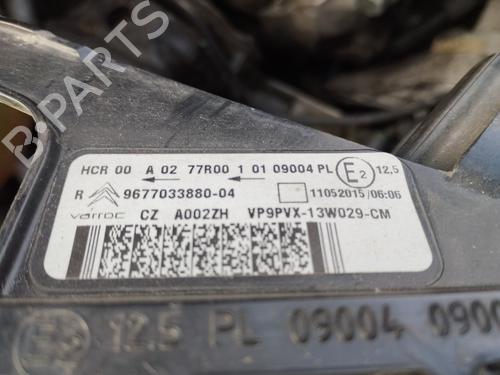 B-PARTS
HCR 00 A 02 77R00 1 01 09004 PL E2 12,5
R 9677033880-04 11052015/06:06
varroc CZ A002ZH VP9PVX-13W029-CM
12.5 PL 09004 0900